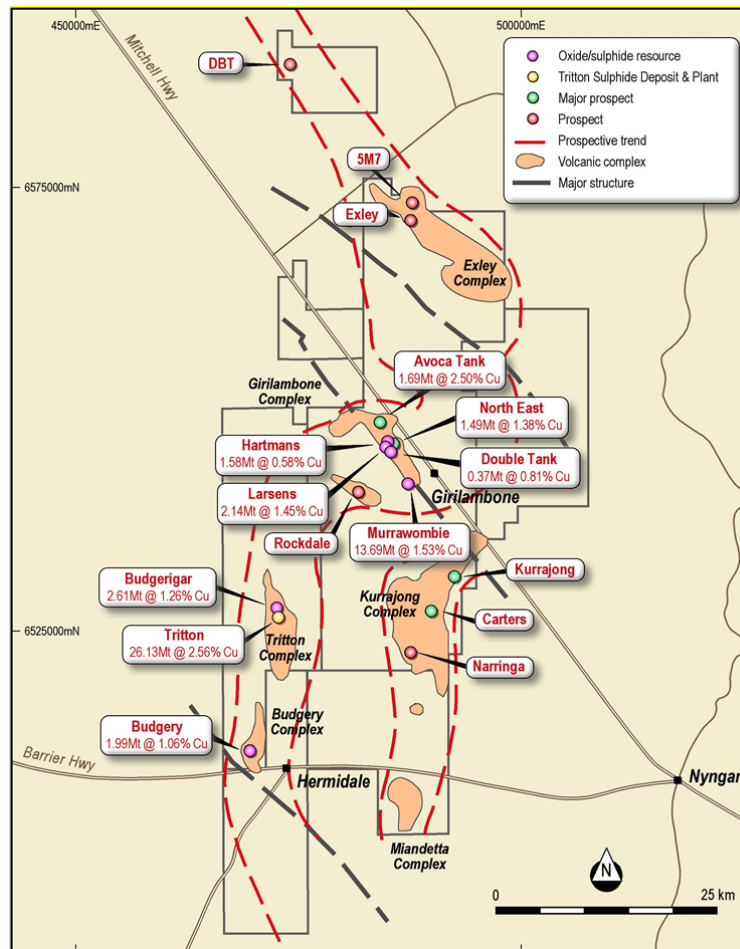 450000mE
500000mE
Mitchell Hwy
DBT
Oxide/sulphide resource
Tritton Sulphide Deposit & Plant
Major prospect
Prospect
Prospective trend
Volcanic complex
Major structure
5M7
6575000mN
Exley
Exley
Complex
Avoca Tank
1.69Mt @ 2.50% Cu
Girilambone
Complex
North East
1.49Mt @ 1.38% Cu
Hartmans
1.58Mt @ 0.58% Cu
Double Tank
0.37Mt @ 0.81% Cu
Larsens
2.14Mt @ 1.45% Cu
Girilambone
Rockdale
Murrawombie
13.69Mt @ 1.53% Cu
Kurrajong
Budgerigar
2.61Mt @ 1.26% Cu
Kurrajong
Complex
Carters
6525000mN
Tritton
26.13Mt @ 2.56% Cu
Tritton
Complex
Narringa
Budgery
Complex
Budgery
1.99Mt @ 1.06% Cu
Barrier Hwy
Hermidale
Nyngan
Miandetta
Complex
N
0
25 km